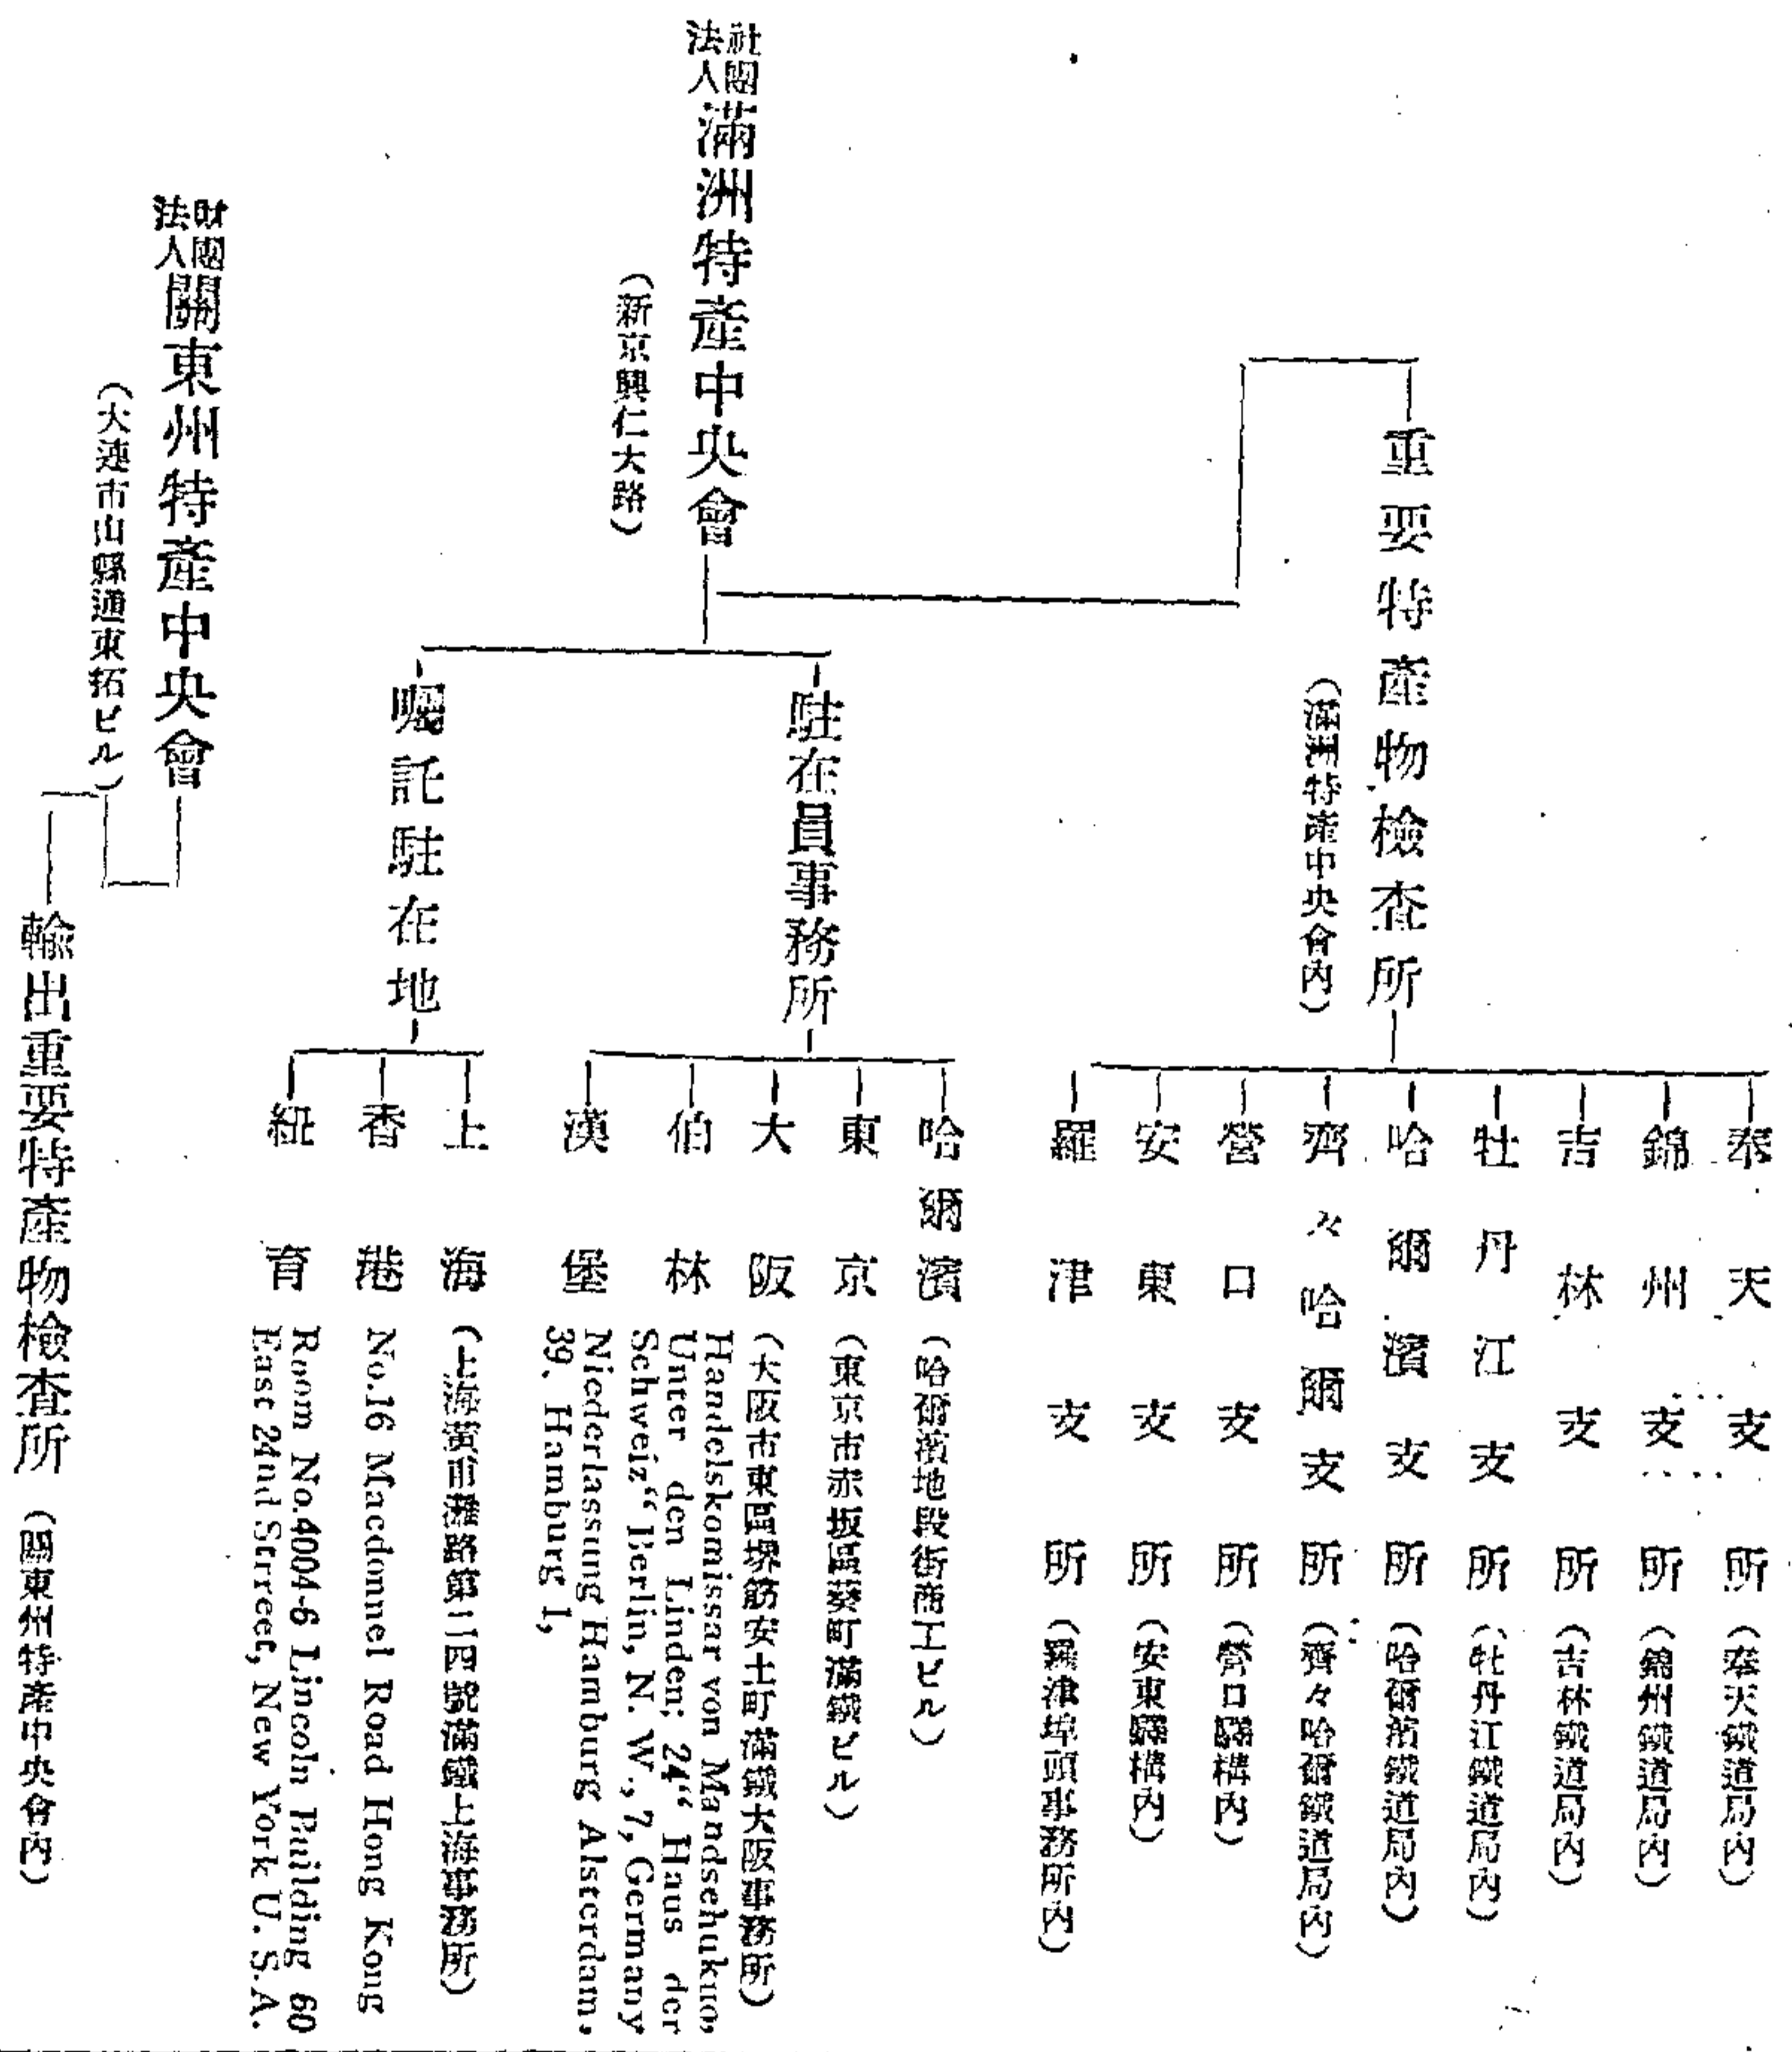 重要特產物檢査所
（滿洲特產中央會內）
奉天支所（奉天鐵道局內）
錦州支所（錦州鐵道局內）
吉林支所（吉林鐵道局內）
牡丹江支所（牡丹江鐵道局內）
哈爾濱支所（哈爾濱鐵道局內）
齊々哈爾支所（齊々哈爾鐵道局內）
營口支所（營口驛構內）
安東支所（安東驛構內）
羅津支所（羅津埠頭事務所內）
社團法人滿洲特產中央會
（新京興仁大路）
駐在員事務所
哈爾濱（哈爾濱地段街商工ビル）
東京（東京市赤坂區葵町滿鐵ビル）
大阪（大阪市東區堺筋安土町滿鐵大阪事務所）
伯林 Handelskomissar von Mandsehukuo,
Unter den Linden; 24“ Haus der
Schweiz“ Berlin, N. W., 7, Germany
漢堡 Niederlassung Hamburg Alsterdam,
39, Hamburg 1,
囑託駐在地
上海（上海黃甫灘路第二四號滿鐵上海事務所）
香港 No.16 Macdonnel Road Hong Kong
紐育 Room No.4004-6 Lincoln Building 60
East 24nd Strreet, New York U. S.A.
財團法人關東州特產中央會
（大連市山縣通東拓ビル）
輸出重要特產物檢査所（關東州特產中央會內）